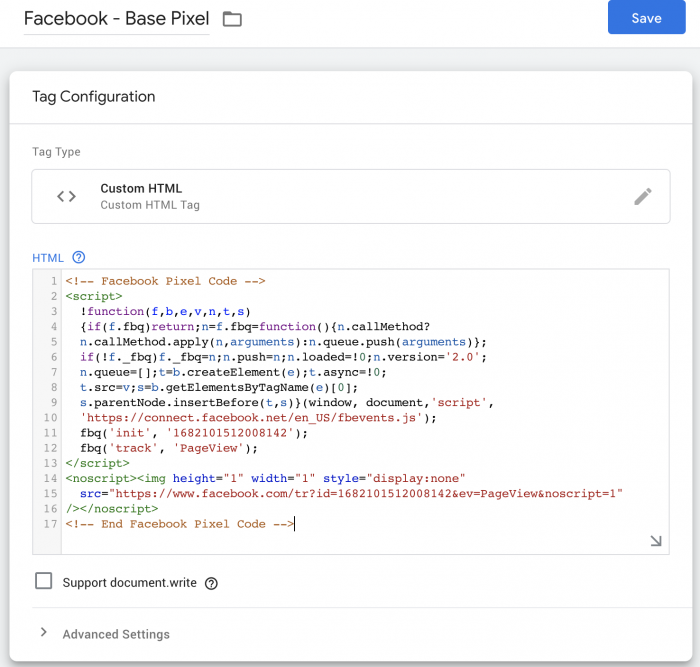 Facebook - Base Pixel
Save
Tag Configuration
Tag Type
Custom HTML
Custom HTML Tag
HTML
1 <!-- Facebook Pixel Code -->
2 <script>
3 !function(f,b,e,v,n,t,s)
4 {if(f.fbq)return;n=f.fbq=function(){n.callMethod?
5 n.callMethod.apply(n,arguments):n.queue.push(arguments)};
6 if(!f._fbq)f._fbq=n;n.push=n;n.loaded=!0;n.version='2.0';
7 n.queue=[];t=b.createElement(e);t.async=!0;
8 t.src=v;s=b.getElementsByTagName(e)[0];
9 s.parentNode.insertBefore(t,s)}(window, document,'script',
10 'https://connect.facebook.net/en_US/fbevents.js');
11 fbq('init', '1682101512008142');
12 fbq('track', 'PageView');
13 </script>
14 <noscript><img height="1" width="1" style="display:none"
15 src="https://www.facebook.com/tr?id=1682101512008142&ev=PageView&noscript=1"
16 /></noscript>
17 <!-- End Facebook Pixel Code -->
Support document.write
Advanced Settings